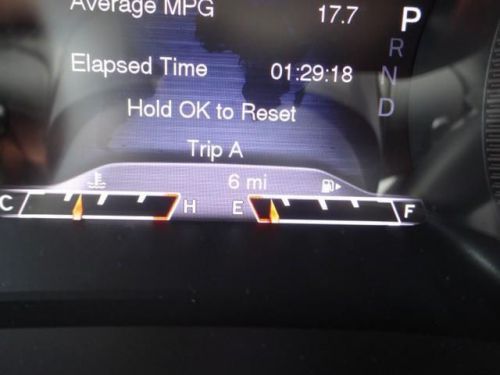 Average MPG 17.7 P
R
Elapsed Time 01:29:18 N
Hold OK to Reset D
Trip A
6 mi
C H E F